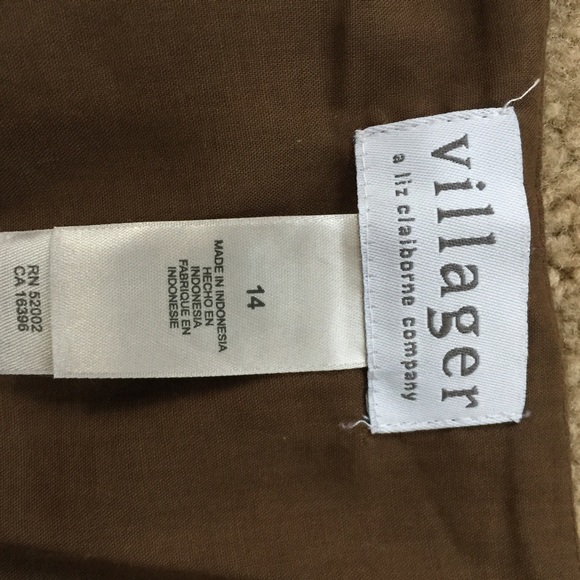 villager
a liz claiborne company
14
MADE IN INDONESIA
HECHO EN
INDONESIA
FABRIQUE EN
INDONESIE
RN 52002
CA 16396